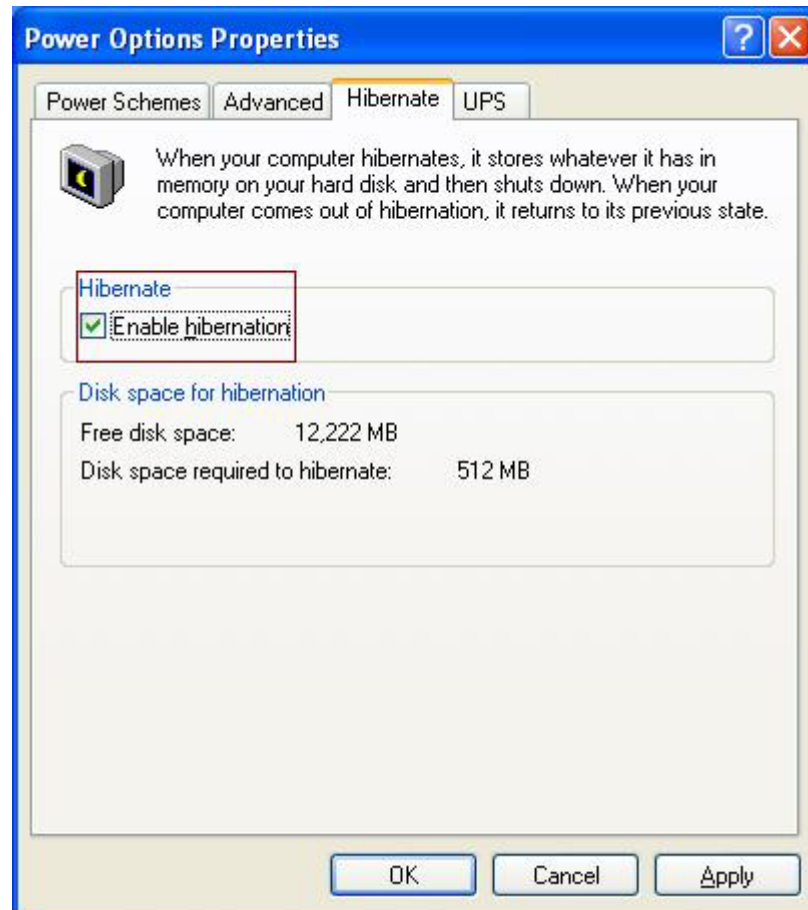 Power Options Properties
Power Schemes Advanced Hibernate UPS
When your computer hibernates, it stores whatever it has in
memory on your hard disk and then shuts down. When your
computer comes out of hibernation, it returns to its previous state.
Hibernate
Enable hibernation
Disk space for hibernation
Free disk space: 12,222 MB
Disk space required to hibernate: 512 MB
OK Cancel Apply